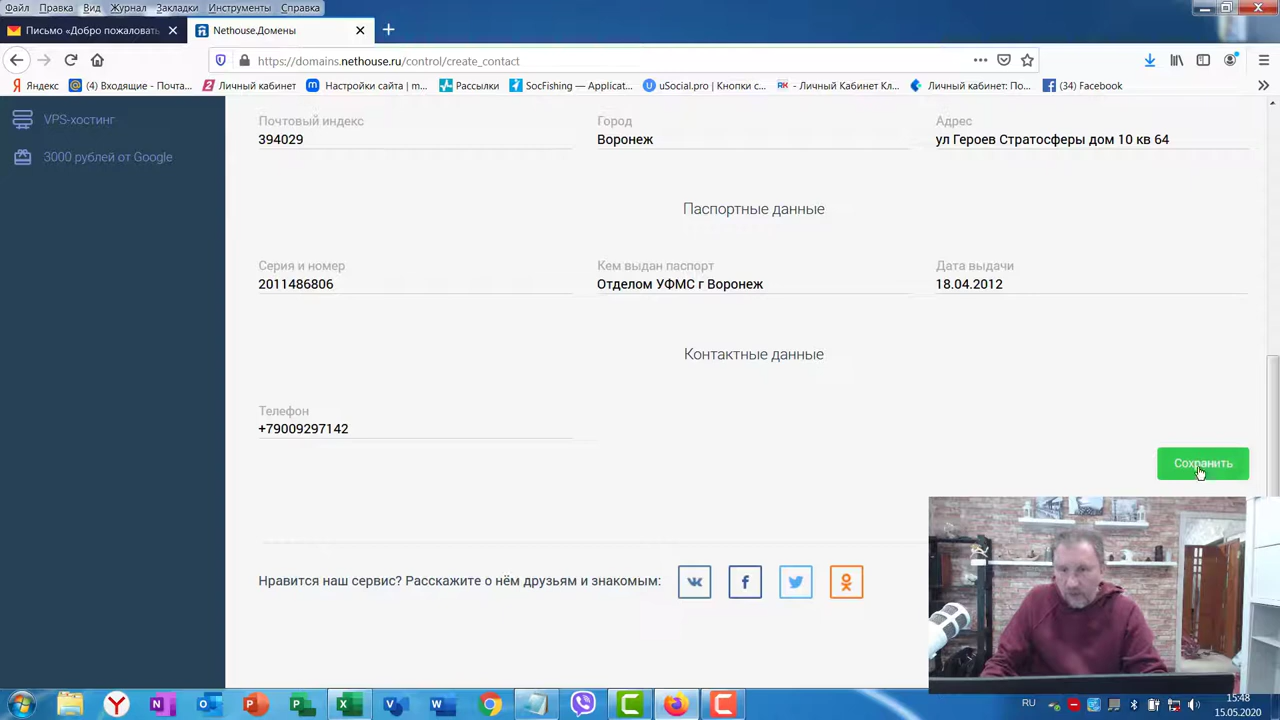 Файл Правка Вид Журнал Закладки Инструменты Справка
Письмо «Добро пожаловать
Nethouse.Домены
https://domains.nethouse.ru/control/create_contact
Яндекс
(4) Входящие - Почта...
Личный кабинет
Настройки сайта | m...
Рассылки
SocFishing — Applicat...
uSocial.pro | Кнопки с...
- Личный Кабинет Кл...
Личный кабинет: По...
(34) Facebook
VPS-хостинг
3000 рублей от Google
Почтовый индекс
394029
Город
Воронеж
Адрес
ул Героев Стратосферы дом 10 кв 64
Паспортные данные
Серия и номер
2011486806
Кем выдан паспорт
Отделом УФМС г Воронеж
Дата выдачи
18.04.2012
Контактные данные
Телефон
+79009297142
Сохранить
Нравится наш сервис? Расскажите о нём друзьям и знакомым:
RU
15:48
15.05.2020